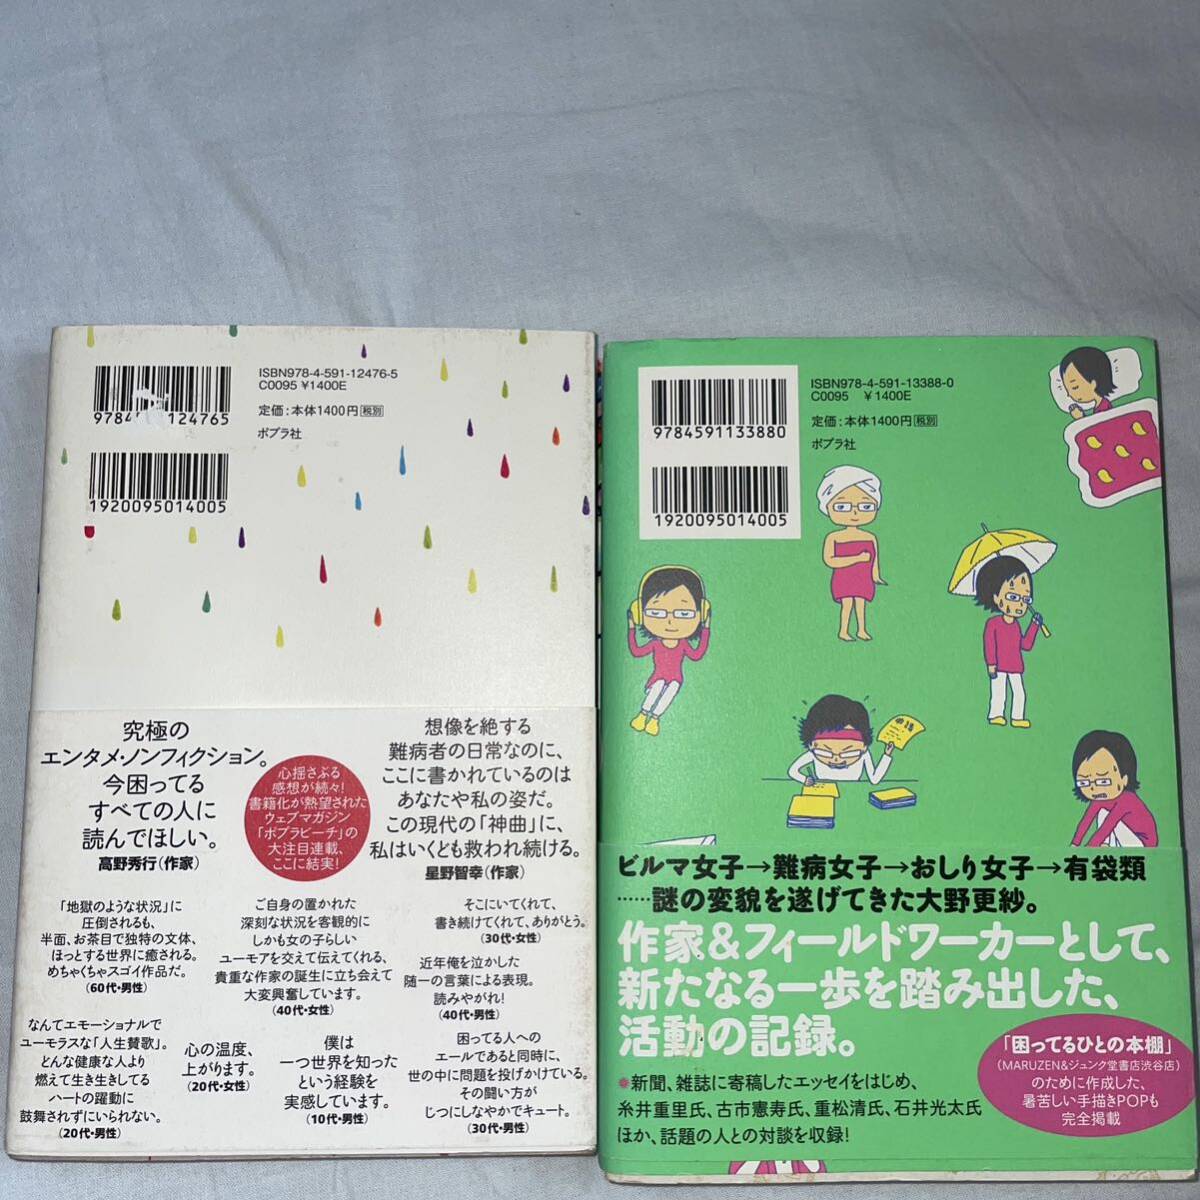 ISBN978-4-591-12476-5
C0095 ¥1400E
定価:本体1400円(税別)
ポプラ社
124765
1920095014005
究極の
エンタメ・ノンフィクション。
今困ってる
すべての人に
読んでほしい。
高野秀行(作家)
心揺さぶる
感想が続々!
書籍化が熱望された
ウェブマガジン
「ポプラビーチ」の
大注目連載、
ここに結実!
想像を絶する
難病者の日常なのに、
ここに書かれているのは
あなたや私の姿だ。
この現代の「神曲」に、
私はいくども救われ続ける。
星野智幸(作家)
「地獄のような状況」に
圧倒されるも、
半面、お茶目で独特の文体、
ほっとする世界に癒される。
めちゃくちゃスゴイ作品だ。
(60代・男性)
ご自身の置かれた
深刻な状況を客観的に
しかも女の子らしい
ユーモアを交えて伝えてくれる、
貴重な作家の誕生に立ち会えて
大変興奮しています。
(40代・女性)
そこにいてくれて、
書き続けてくれて、ありがとう。
(30代・女性)
近年俺を泣かした
随一の言葉による表現。
読みやがれ!
(40代・男性)
なんてエモーショナルで
ユーモラスな「人生賛歌」。
どんな健康な人より
燃えて生き生きしてる
ハートの躍動に
鼓舞されずにいられない。
(20代・男性)
心の温度、
上がります。
(20代・女性)
僕は
一つ世界を知った
という経験を
実感しています。
(10代・男性)
困ってる人への
エールであると同時に、
世の中に問題を投げかけている。
その闘い方が
じつにしなやかでキュート。
(30代・男性)
ISBN978-4-591-13388-0
C0095 ¥1400E
定価:本体1400円(税別)
ポプラ社
9784591133880
1920095014005
ビルマ女子→難病女子→おしり女子→有袋類
……謎の変貌を遂げてきた大野更紗。
作家&フィールドワーカーとして、
新たなる一歩を踏み出した、
活動の記録。
●新聞、雑誌に寄稿したエッセイをはじめ、
糸井重里氏、古市憲寿氏、重松清氏、石井光太氏
ほか、話題の人との対談を収録!
「困ってるひとの本棚」
(MARUZEN&ジュンク堂書店渋谷店)
のために作成した、
暑苦しい手描きPOPも
完全掲載